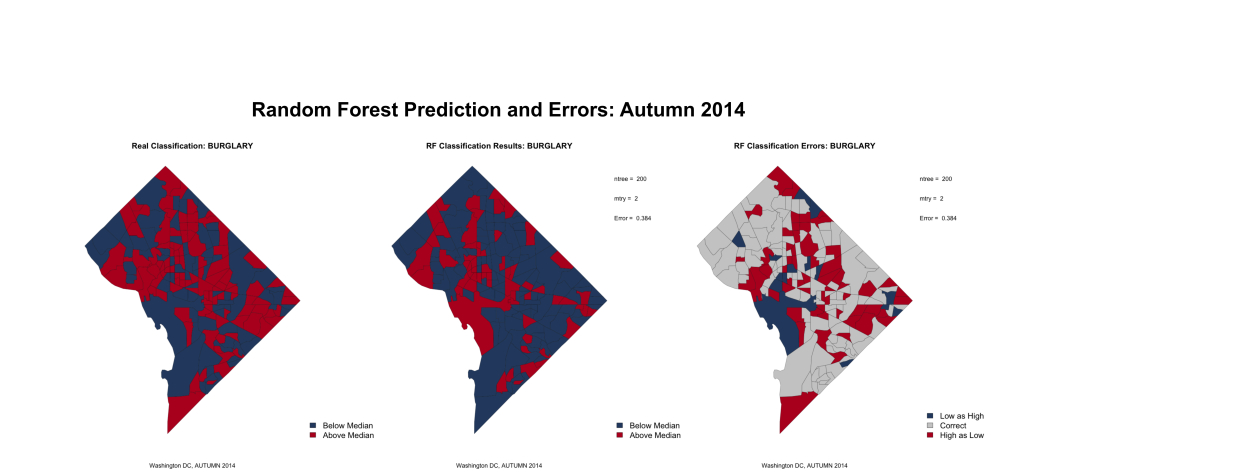 Random Forest Prediction and Errors: Autumn 2014
Real Classification: BURGLARY
Below Median
Above Median
Washington DC, AUTUMN 2014
RF Classification Results: BURGLARY
ntree = 200
mtry = 2
Error = 0.384
Below Median
Above Median
Washington DC, AUTUMN 2014
RF Classification Errors: BURGLARY
ntree = 200
mtry = 2
Error = 0.384
Low as High
Correct
High as Low
Washington DC, AUTUMN 2014